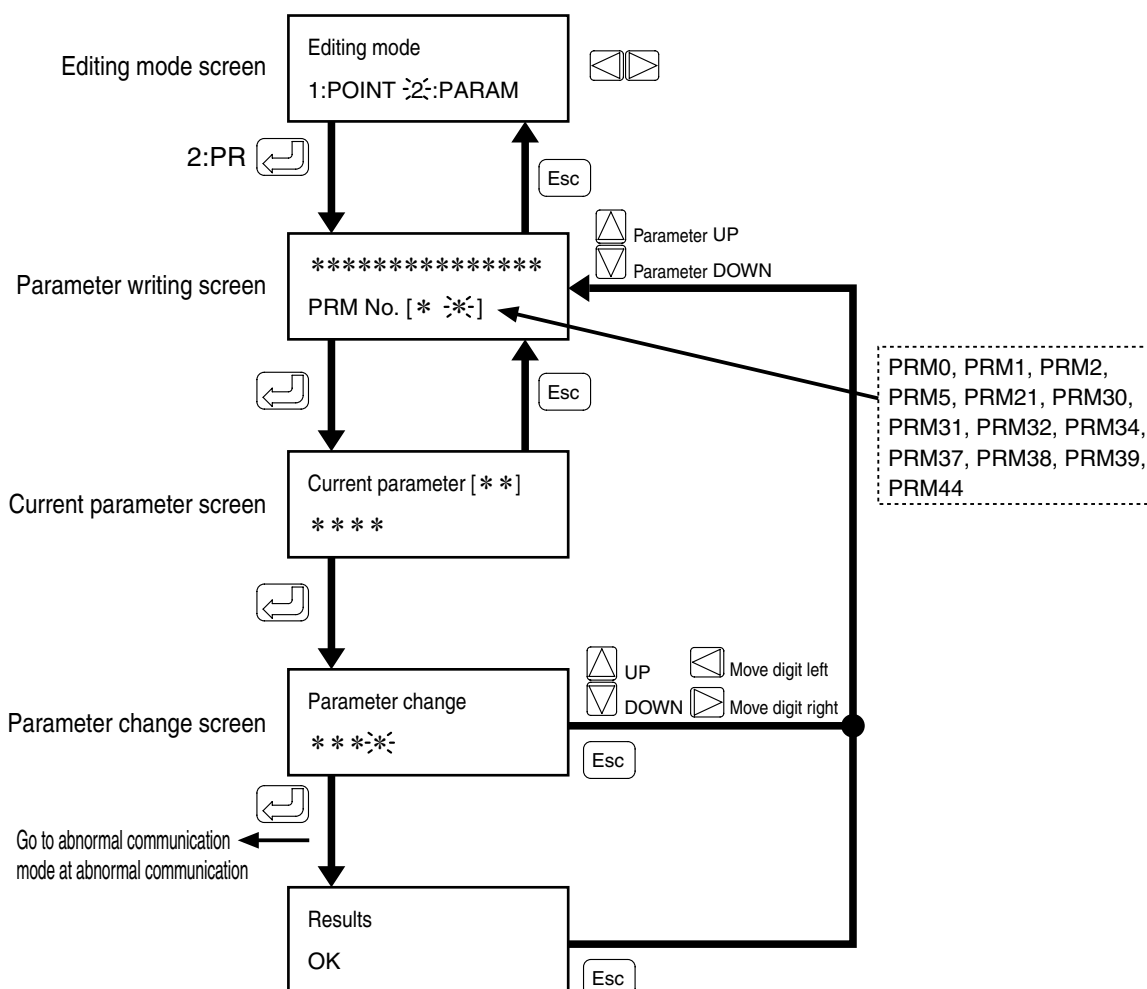 Editing mode screen
Editing mode
1:POINT 2:PARAM
2:PR
Esc
Parameter UP
Parameter DOWN
Parameter writing screen
***************
PRM No. [* *]
PRM0, PRM1, PRM2,
PRM5, PRM21, PRM30,
PRM31, PRM32, PRM34,
PRM37, PRM38, PRM39,
PRM44
Esc
Current parameter screen
Current parameter [* *]
* * * *
Parameter change screen
Parameter change
* * * *
UP
Move digit left
DOWN
Move digit right
Esc
Go to abnormal communication
mode at abnormal communication
Results
OK
Esc